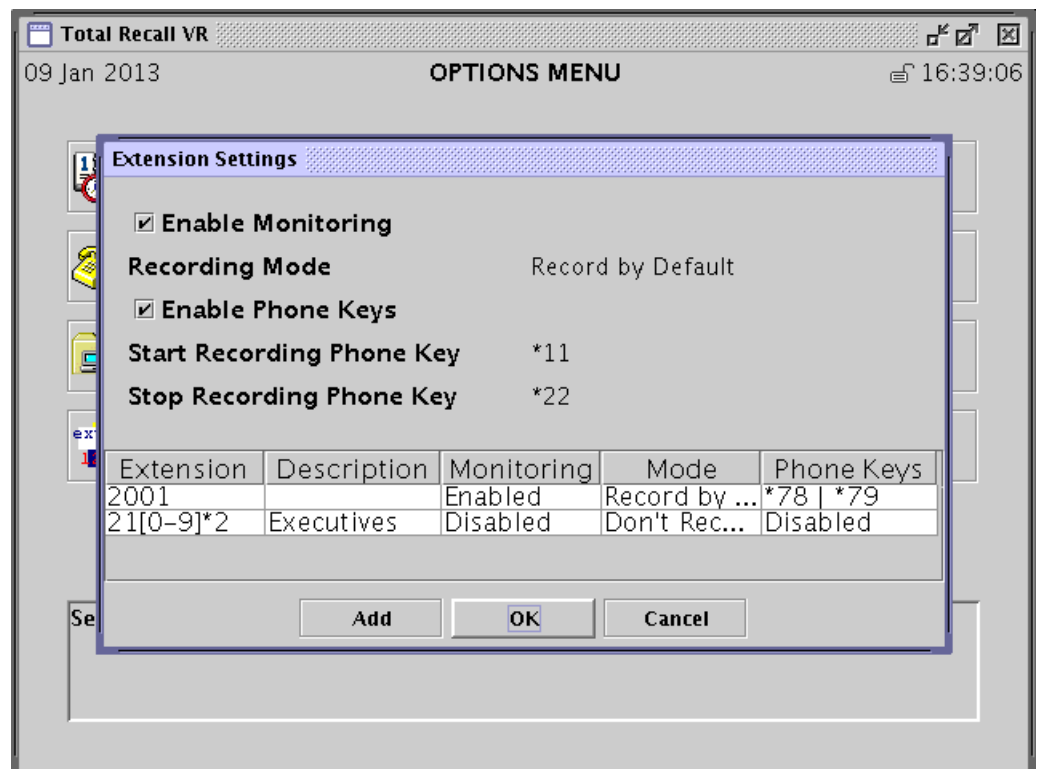 Total Recall VR
09 Jan 2013 OPTIONS MENU 16:39:06
Extension Settings
Enable Monitoring
Recording Mode Record by Default
Enable Phone Keys
Start Recording Phone Key *11
Stop Recording Phone Key *22
Extension Description Monitoring Mode Phone Keys
2001 Enabled Record by ... *78 | *79
21[0-9]*2 Executives Disabled Don't Rec... Disabled
Add OK Cancel
Se